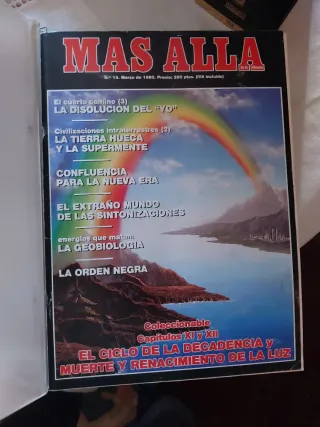 MAS ALLA
N.º 13. Marzo de 1990. Precio: 350 ptas. (IVA incluido)
El cuarto camino (3)
LA DISOLUCION DEL "YO"
Civilizaciones intraterrestres (3)
LA TIERRA HUECA
Y LA SUPERMENTE
CONFLUENCIA
PARA LA NUEVA ERA
EL EXTRAÑO MUNDO
DE LAS SINTONIZACIONES
energías que matan
LA GEOBIOLOGIA
LA ORDEN NEGRA
Coleccionable
Capítulos XI y XII
EL CICLO DE LA DECADENCIA y
MUERTE Y RENACIMIENTO DE LA LUZ